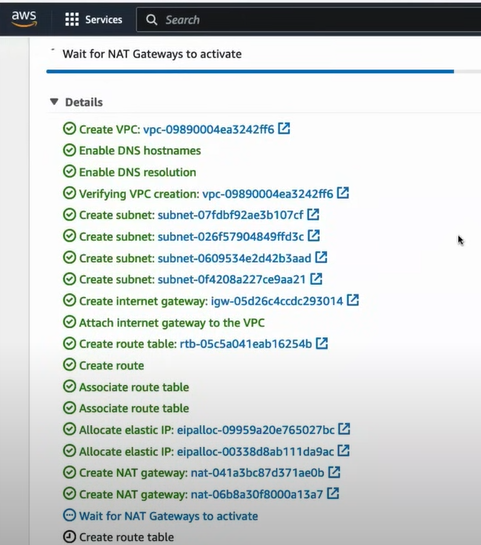 aws
Services
Search
Wait for NAT Gateways to activate
Details
Create VPC: vpc-09890004ea3242ff6
Enable DNS hostnames
Enable DNS resolution
Verifying VPC creation: vpc-09890004ea3242ff6
Create subnet: subnet-07fdbf92ae3b107cf
Create subnet: subnet-026f57904849ffd3c
Create subnet: subnet-0609534e2d42b3aad
Create subnet: subnet-0f4208a227ce9aa21
Create internet gateway: igw-05d26c4ccdc293014
Attach internet gateway to the VPC
Create route table: rtb-05c5a041eab16254b
Create route
Associate route table
Associate route table
Allocate elastic IP: eipalloc-09959a20e765027bc
Allocate elastic IP: eipalloc-00338d8ab111da9ac
Create NAT gateway: nat-041a3bc87d371ae0b
Create NAT gateway: nat-06b8a30f8000a13a7
Wait for NAT Gateways to activate
Create route table